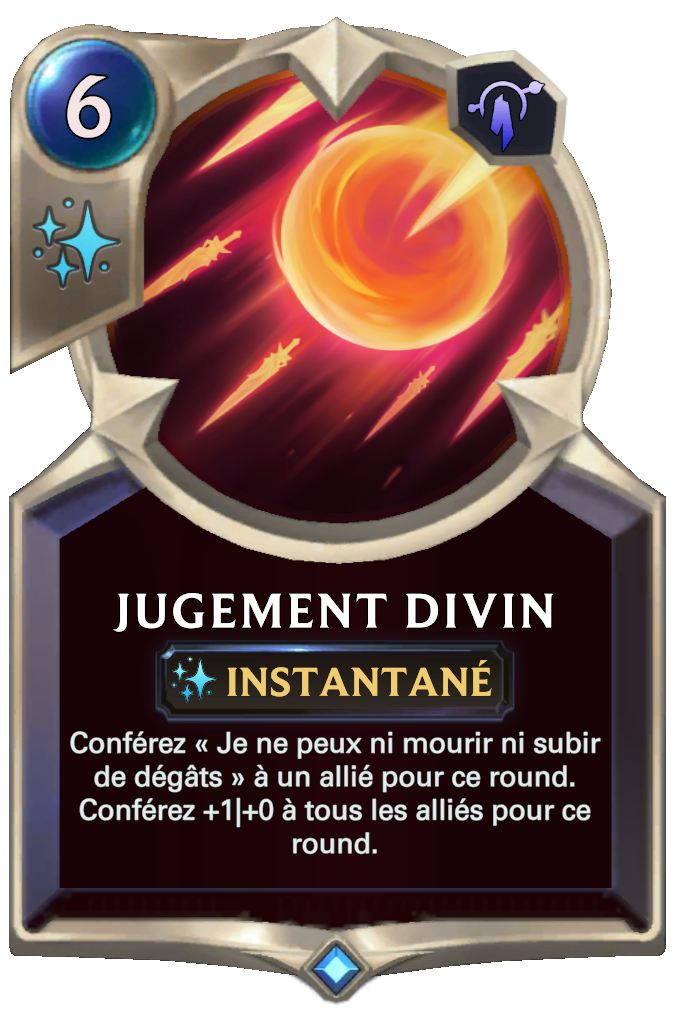 6
JUGEMENT DIVIN
INSTANTANÉ
Conférez « Je ne peux ni mourir ni subir
de dégâts » à un allié pour ce round.
Conférez +1|+0 à tous les alliés pour ce
round.